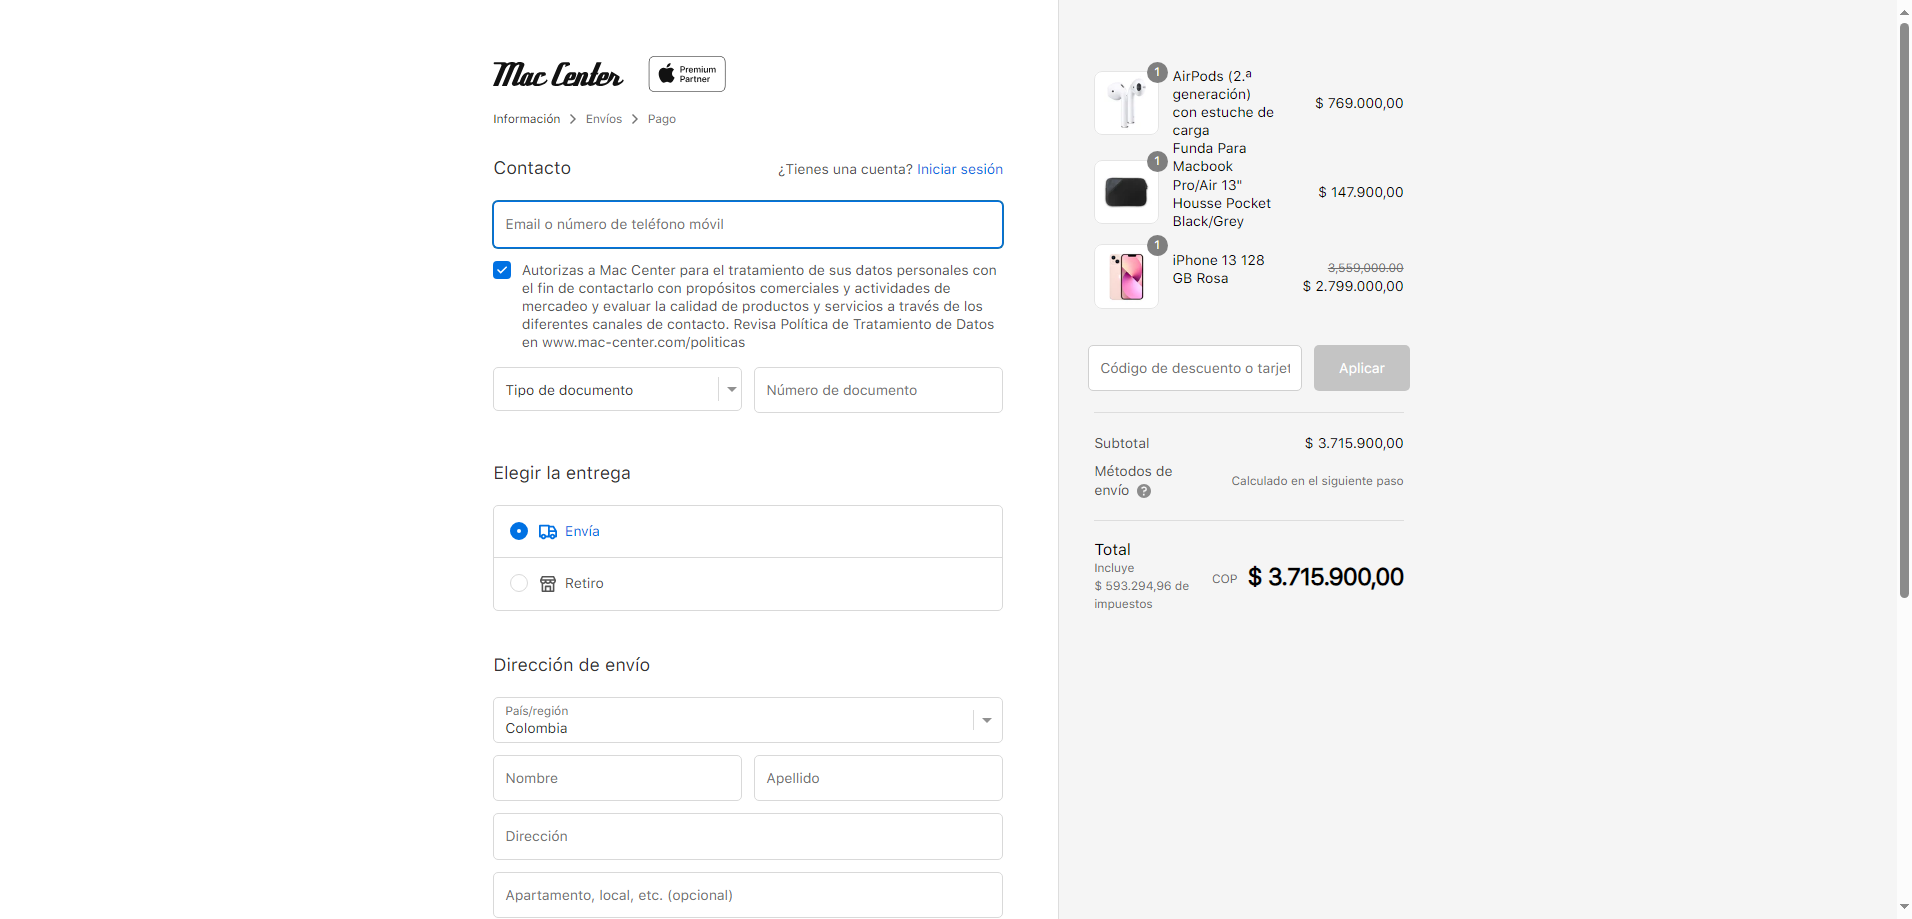 Mac Center
Premium
Partner
Información > Envíos > Pago
Contacto
¿Tienes una cuenta? Iniciar sesión
Email o número de teléfono móvil
Autorizas a Mac Center para el tratamiento de sus datos personales con
el fin de contactarlo con propósitos comerciales y actividades de
mercadeo y evaluar la calidad de productos y servicios a través de los
diferentes canales de contacto. Revisa Política de Tratamiento de Datos
en www.mac-center.com/politicas
Tipo de documento
Número de documento
Elegir la entrega
Envía
Retiro
Dirección de envío
País/región
Colombia
Nombre
Apellido
Dirección
Apartamento, local, etc. (opcional)
1
AirPods (2.ª
generación)
con estuche de
carga
$ 769.000,00
1
Funda Para
Macbook
Pro/Air 13"
Housse Pocket
Black/Grey
$ 147.900,00
1
iPhone 13 128
GB Rosa
3,559,000.00
$ 2.799.000,00
Código de descuento o tarjet
Aplicar
Subtotal
$ 3.715.900,00
Métodos de
envío ?
Calculado en el siguiente paso
Total
Incluye
$ 593.294,96 de
impuestos
COP $ 3.715.900,00